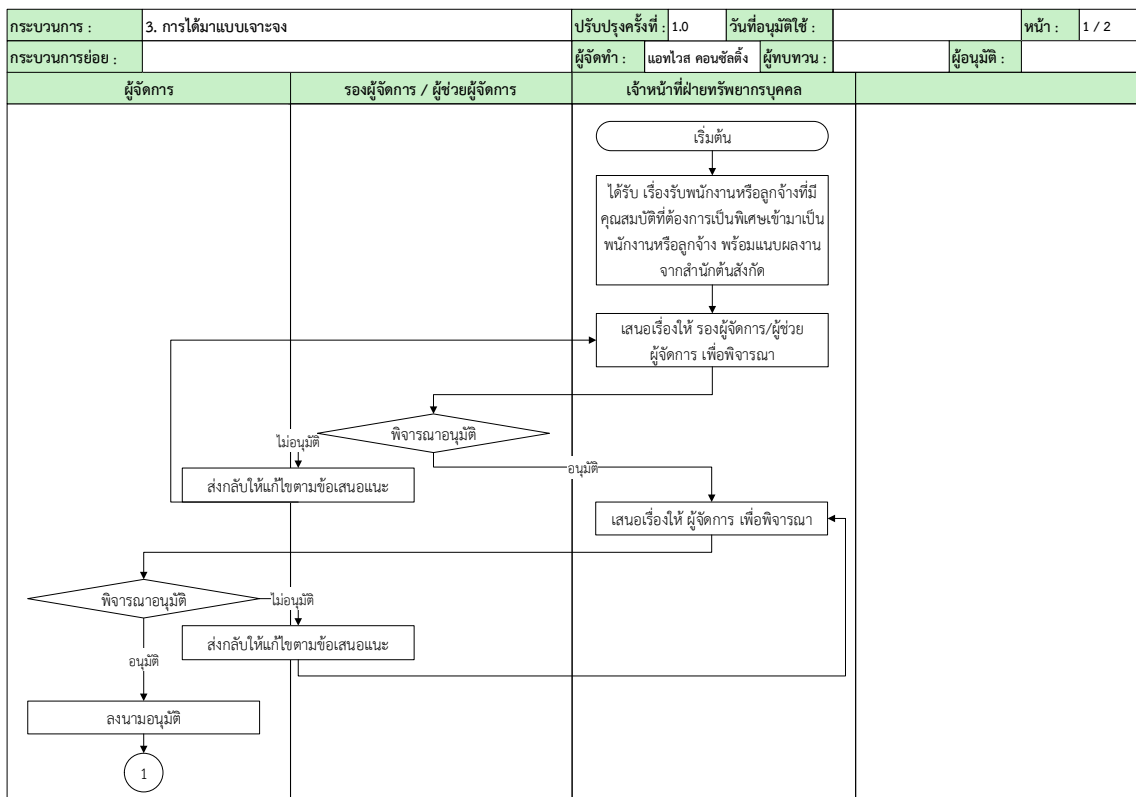 กระบวนการ : 3. การได้มาแบบเจาะจง ปรับปรุงครั้งที่ : 1.0 วันที่อนุมัติใช้ : หน้า : 1 / 2
กระบวนการย่อย : ผู้จัดทำ : แอทไวส คอนซัลติ้ง ผู้ทบทวน : ผู้อนุมัติ :
ผู้จัดการ รองผู้จัดการ / ผู้ช่วยผู้จัดการ เจ้าหน้าที่ฝ่ายทรัพยากรบุคคล
เริ่มต้น
ได้รับ เรื่องรับพนักงานหรือลูกจ้างที่มี
คุณสมบัติที่ต้องการเป็นพิเศษเข้ามาเป็น
พนักงานหรือลูกจ้าง พร้อมแนบผลงาน
จากสำนักต้นสังกัด
เสนอเรื่องให้ รองผู้จัดการ/ผู้ช่วย
ผู้จัดการ เพื่อพิจารณา
พิจารณาอนุมัติ
ไม่อนุมัติ
อนุมัติ
ส่งกลับให้แก้ไขตามข้อเสนอแนะ
เสนอเรื่องให้ ผู้จัดการ เพื่อพิจารณา
พิจารณาอนุมัติ
ไม่อนุมัติ
ส่งกลับให้แก้ไขตามข้อเสนอแนะ
อนุมัติ
ลงนามอนุมัติ
1